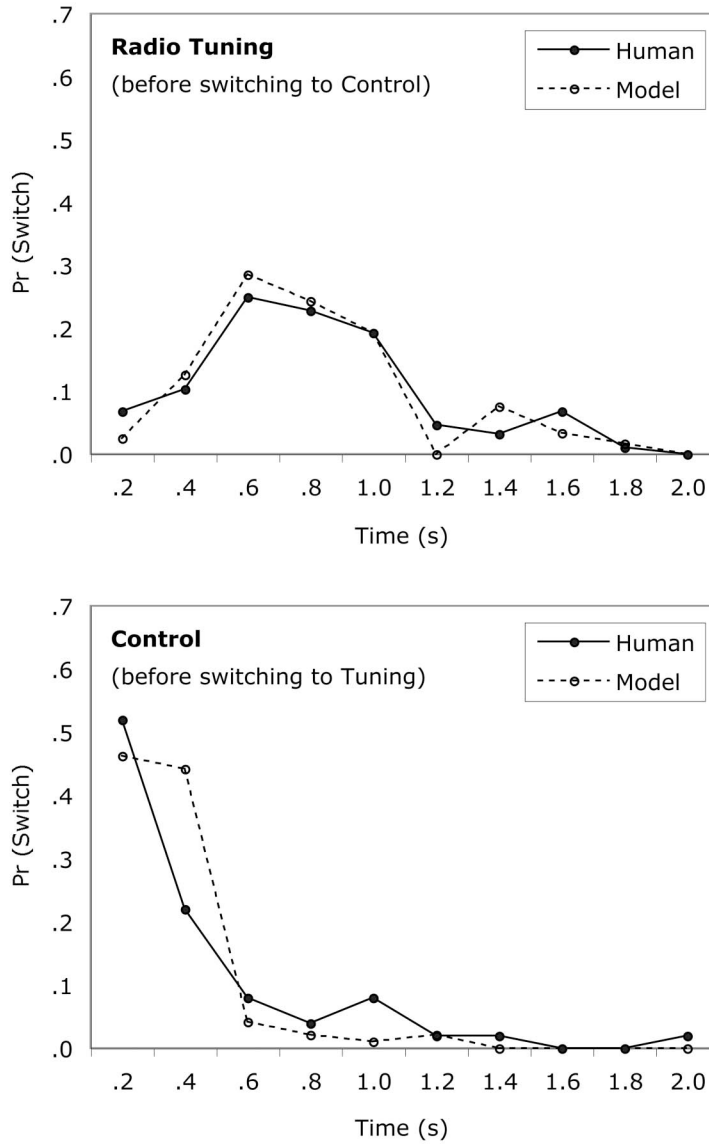 .7
Radio Tuning
Human
.6
(before switching to Control)
Model
.5
.4
Pr (Switch)
.3
.2
.1
.0
.2 .4 .6 .8 1.0 1.2 1.4 1.6 1.8 2.0
Time (s)
.7
Control
Human
.6
(before switching to Tuning)
Model
.5
.4
Pr (Switch)
.3
.2
.1
.0
.2 .4 .6 .8 1.0 1.2 1.4 1.6 1.8 2.0
Time (s)